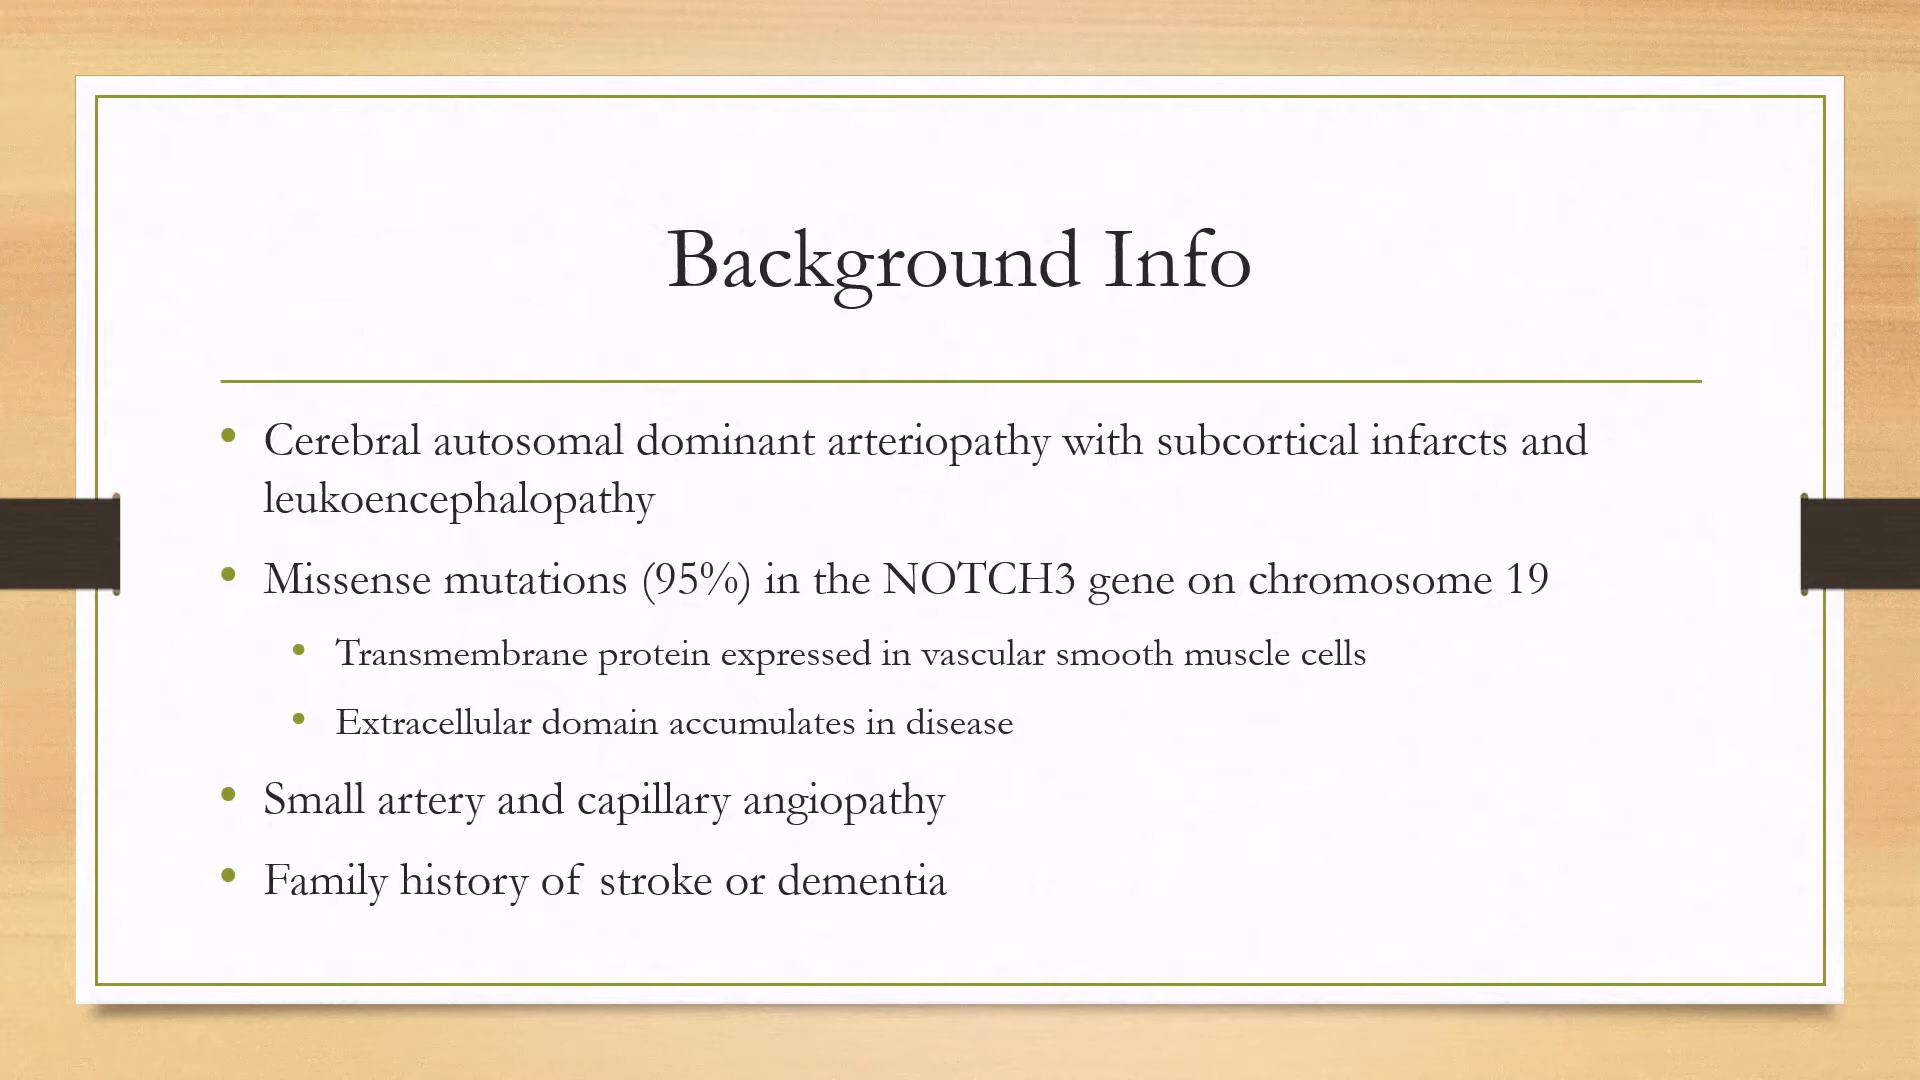 Background Info
• Cerebral autosomal dominant arteriopathy with subcortical infarcts and
leukoencephalopathy
• Missense mutations (95%) in the NOTCH3 gene on chromosome 19
• Transmembrane protein expressed in vascular smooth muscle cells
• Extracellular domain accumulates in disease
• Small artery and capillary angiopathy
• Family history of stroke or dementia